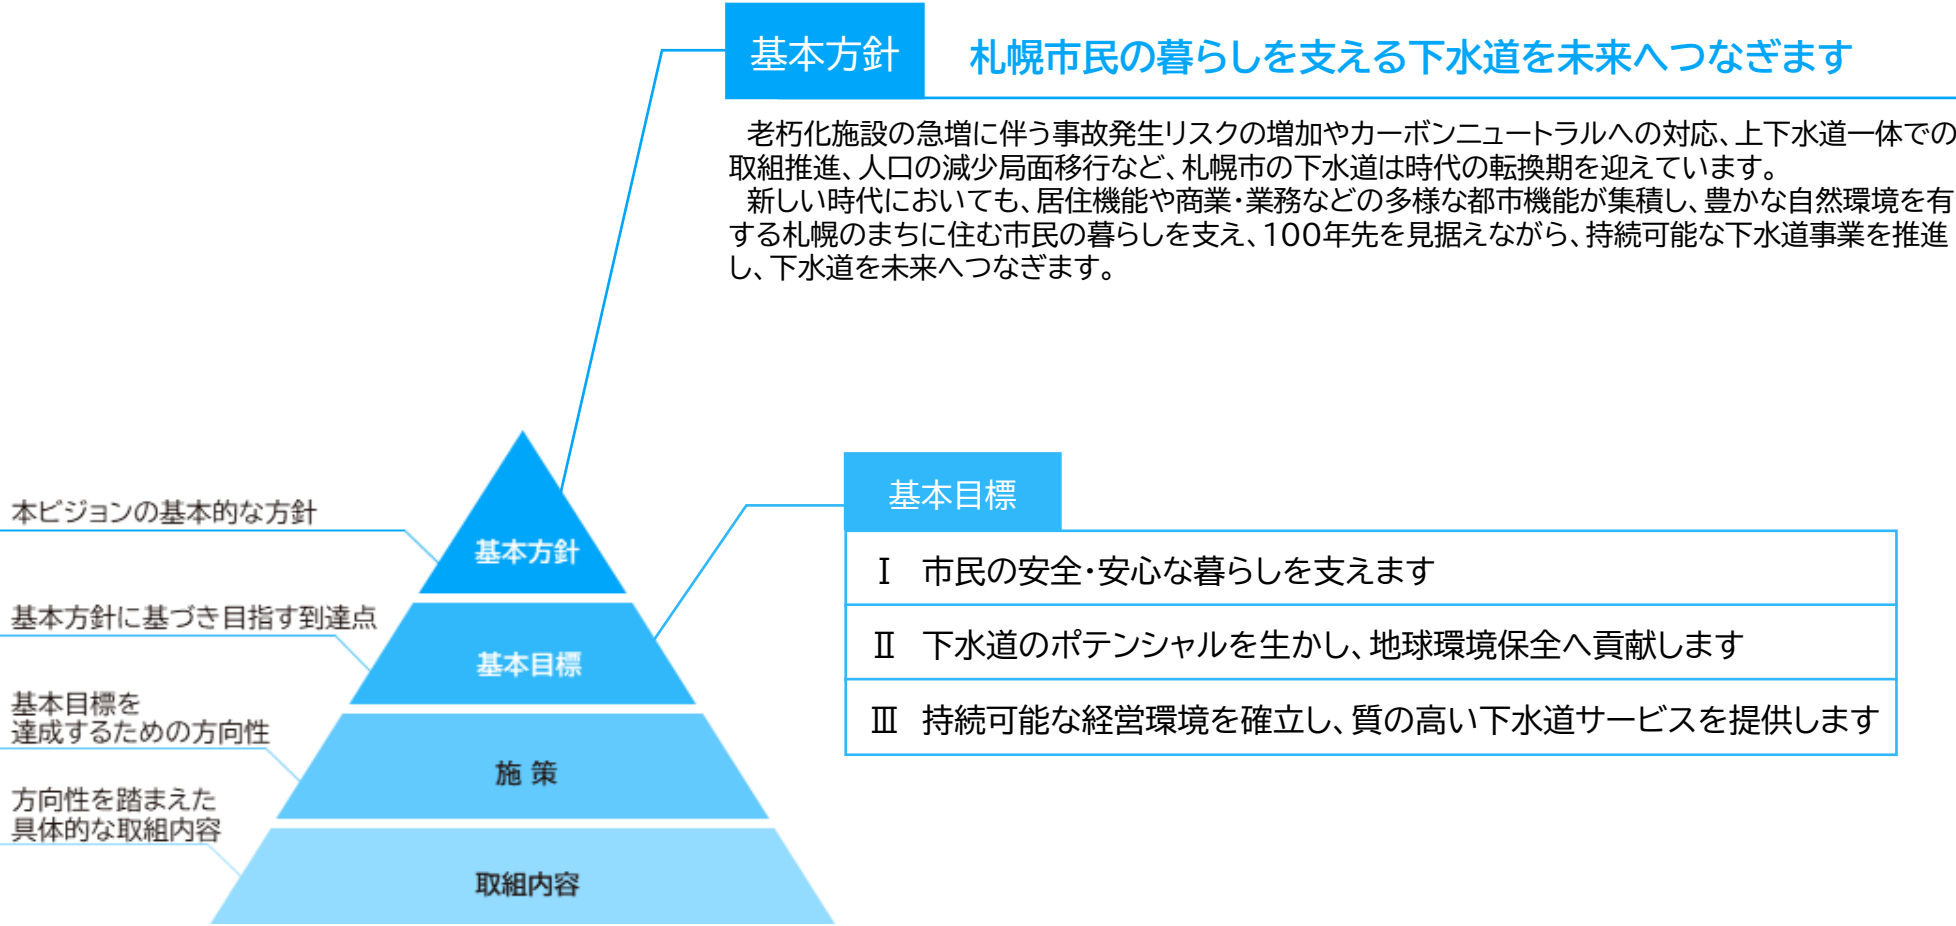 基本方針
札幌市民の暮らしを支える下水道を未来へつなぎます
老朽化施設の急増に伴う事故発生リスクの増加やカーボンニュートラルへの対応、上下水道一体での
取組推進、人口の減少局面移行など、札幌市の下水道は時代の転換期を迎えています。
新しい時代においても、居住機能や商業・業務などの多様な都市機能が集積し、豊かな自然環境を有
する札幌のまちに住む市民の暮らしを支え、100年先を見据えながら、持続可能な下水道事業を推進
し、下水道を未来へつなぎます。
本ビジョンの基本的な方針
基本方針に基づき目指す到達点
基本目標を
達成するための方向性
方向性を踏まえた
具体的な取組内容
基本方針
基本目標
施 策
取組内容
基本目標
Ⅰ 市民の安全・安心な暮らしを支えます
Ⅱ 下水道のポテンシャルを生かし、地球環境保全へ貢献します
Ⅲ 持続可能な経営環境を確立し、質の高い下水道サービスを提供します